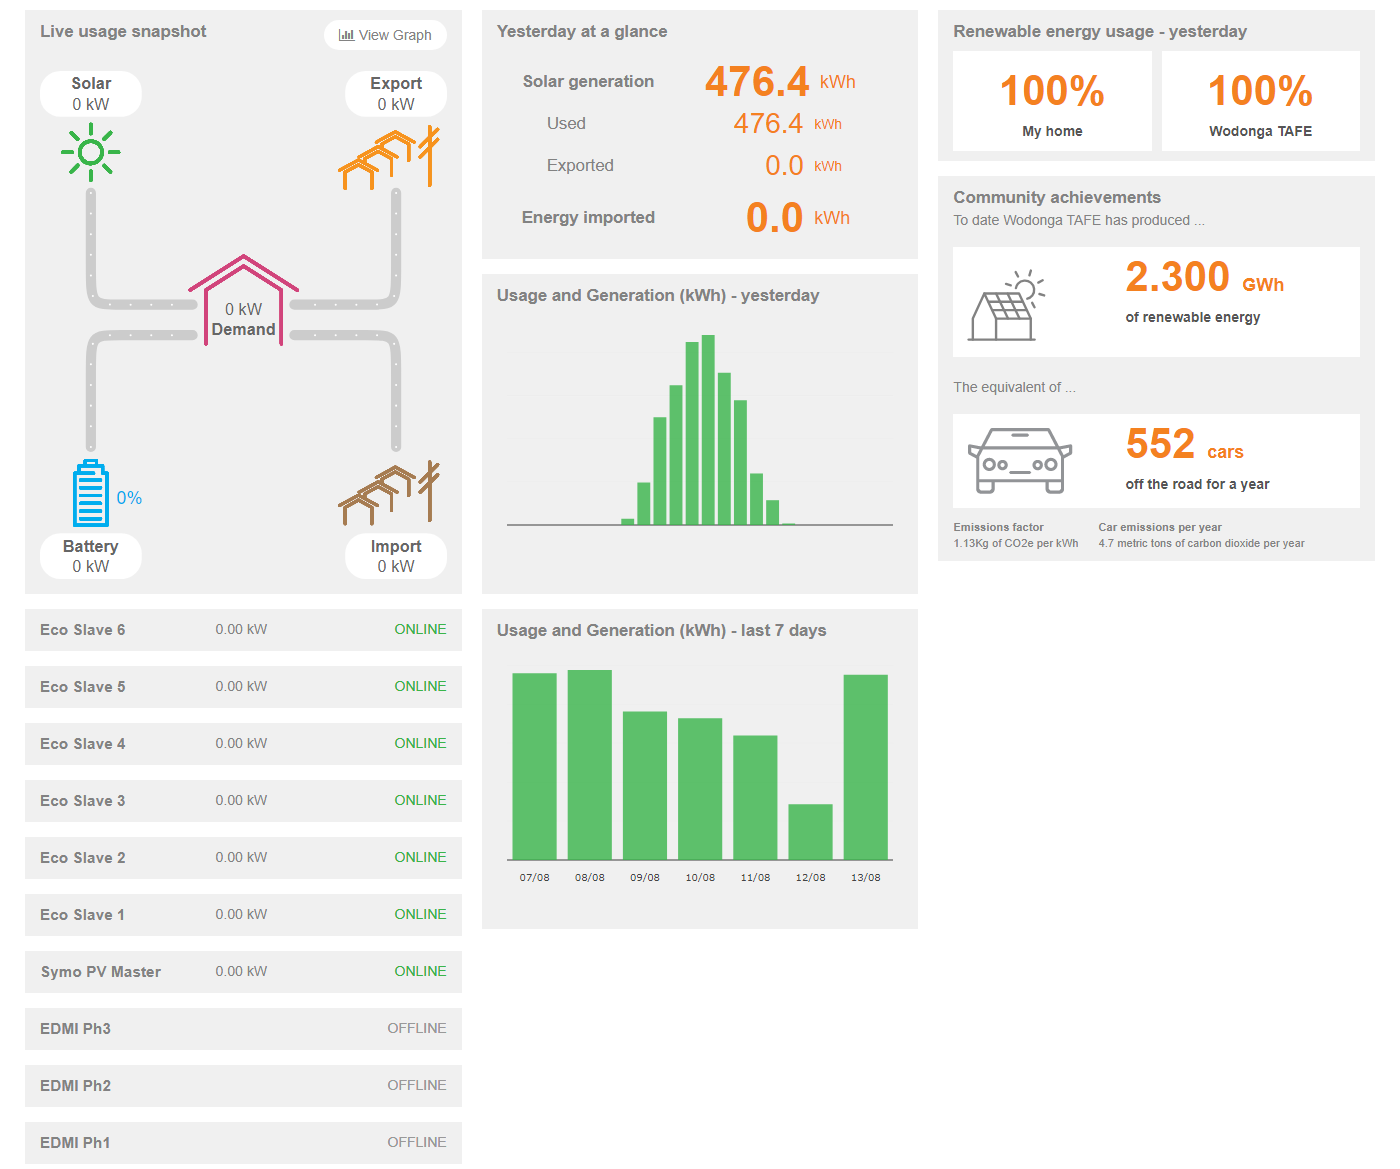 Live usage snapshot
View Graph
Solar
0 kW
Export
0 kW
0 kW
Demand
0%
Battery
0 kW
Import
0 kW
Eco Slave 6 0.00 kW ONLINE
Eco Slave 5 0.00 kW ONLINE
Eco Slave 4 0.00 kW ONLINE
Eco Slave 3 0.00 kW ONLINE
Eco Slave 2 0.00 kW ONLINE
Eco Slave 1 0.00 kW ONLINE
Symo PV Master 0.00 kW ONLINE
EDMI Ph3 OFFLINE
EDMI Ph2 OFFLINE
EDMI Ph1 OFFLINE
Yesterday at a glance
Solar generation 476.4 kWh
Used 476.4 kWh
Exported 0.0 kWh
Energy imported 0.0 kWh
Usage and Generation (kWh) - yesterday
Usage and Generation (kWh) - last 7 days
07/08 08/08 09/08 10/08 11/08 12/08 13/08
Renewable energy usage - yesterday
100%
My home
100%
Wodonga TAFE
Community achievements
To date Wodonga TAFE has produced ...
2.300 GWh
of renewable energy
The equivalent of ...
552 cars
off the road for a year
Emissions factor
1.13Kg of CO2e per kWh
Car emissions per year
4.7 metric tons of carbon dioxide per year